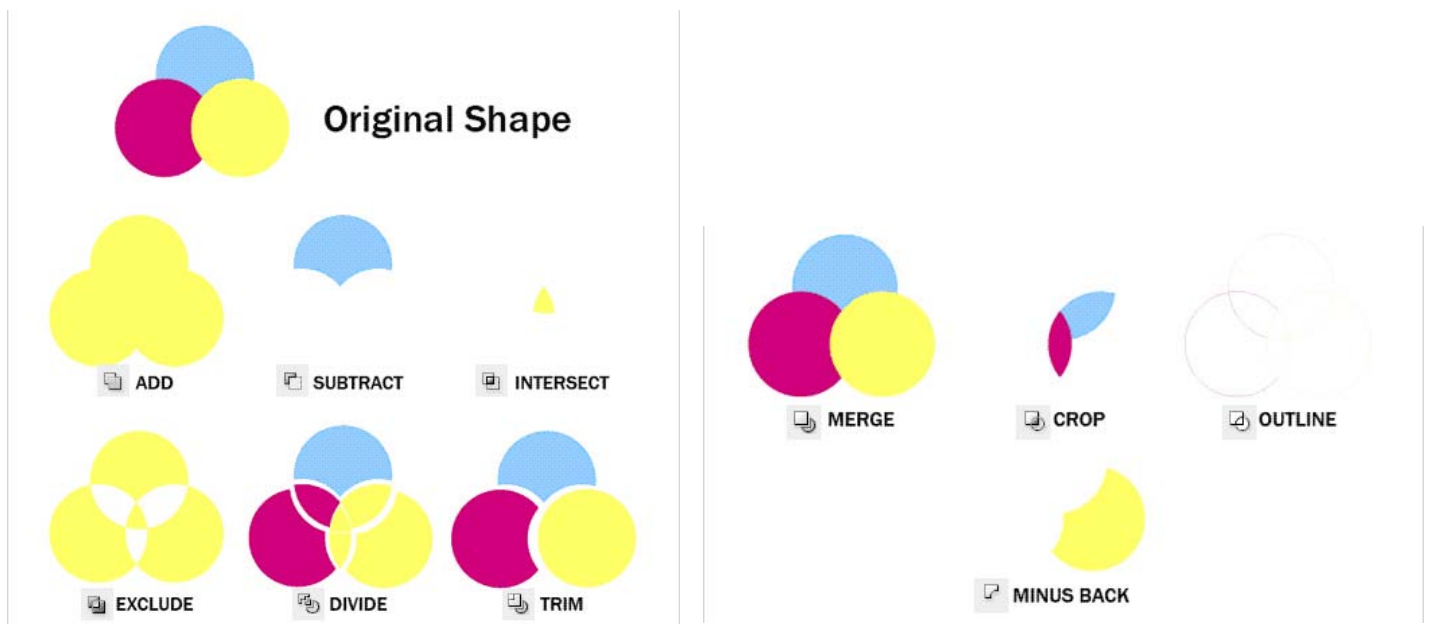 Original Shape
ADD
SUBTRACT
INTERSECT
EXCLUDE
DIVIDE
TRIM
MERGE
CROP
OUTLINE
MINUS BACK